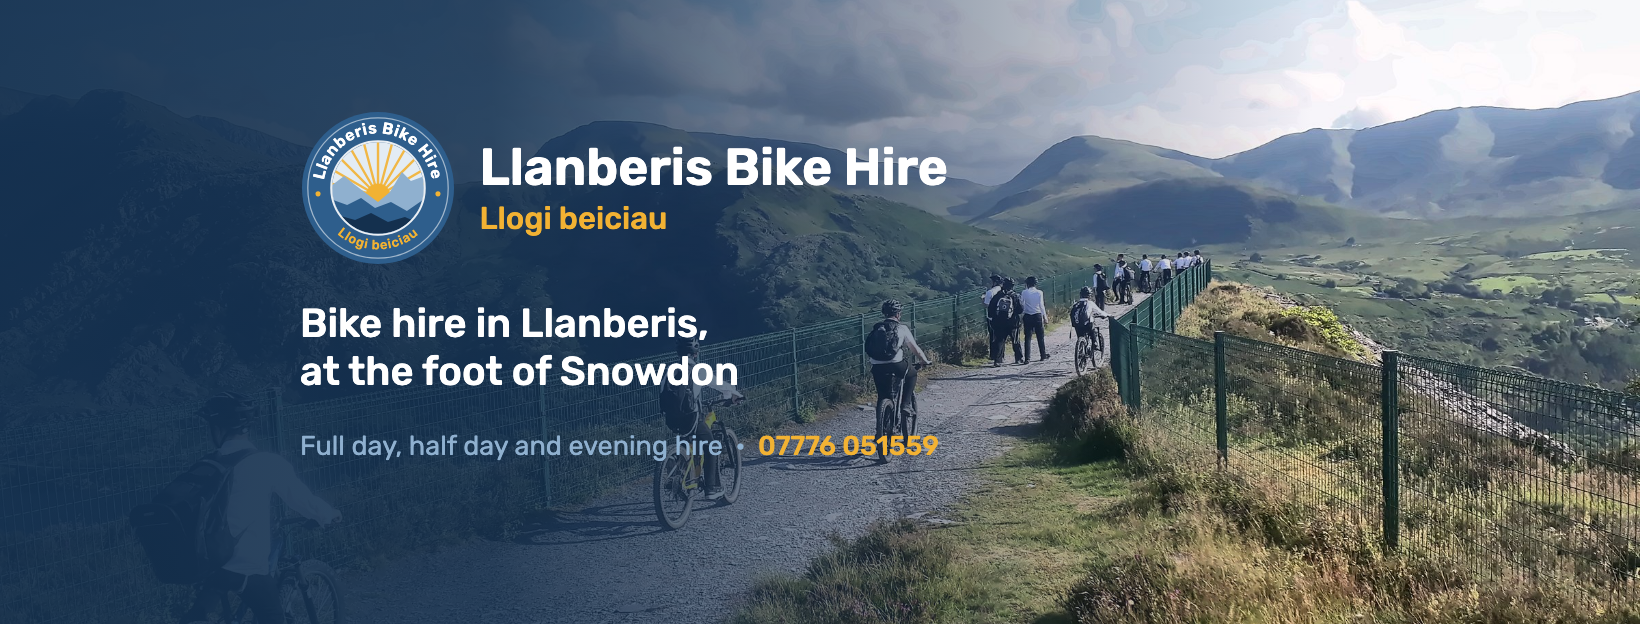 Llanberis Bike Hire
Llogi beiciau
Llanberis Bike Hire
Llogi beiciau
Bike hire in Llanberis,
at the foot of Snowdon
Full day, half day and evening hire • 07776 051559